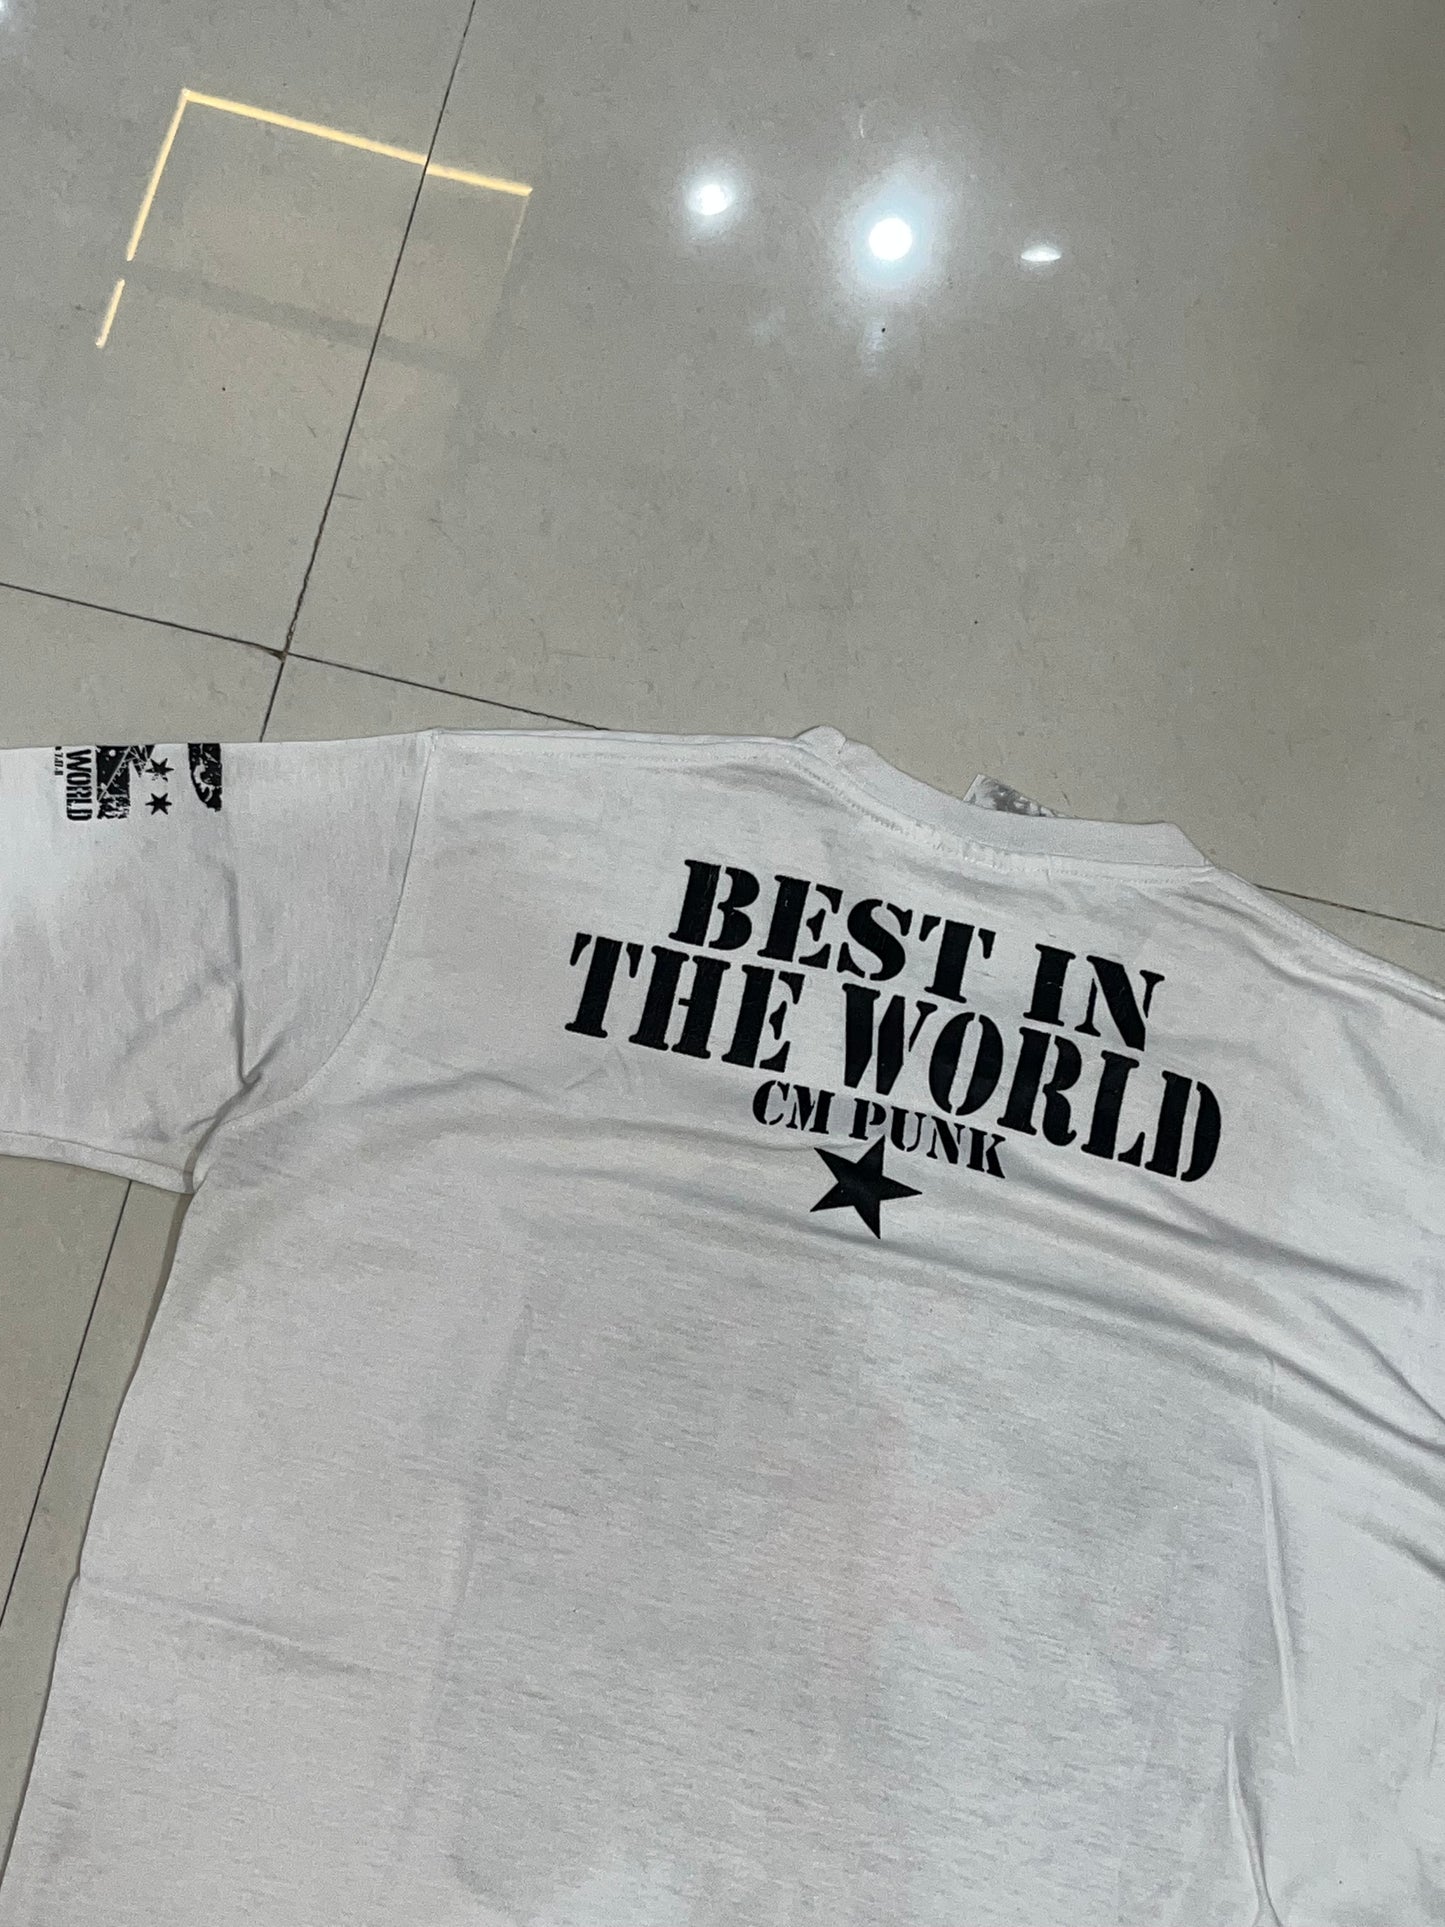 BEST IN
THE WORLD
CM PUNK
WORLD